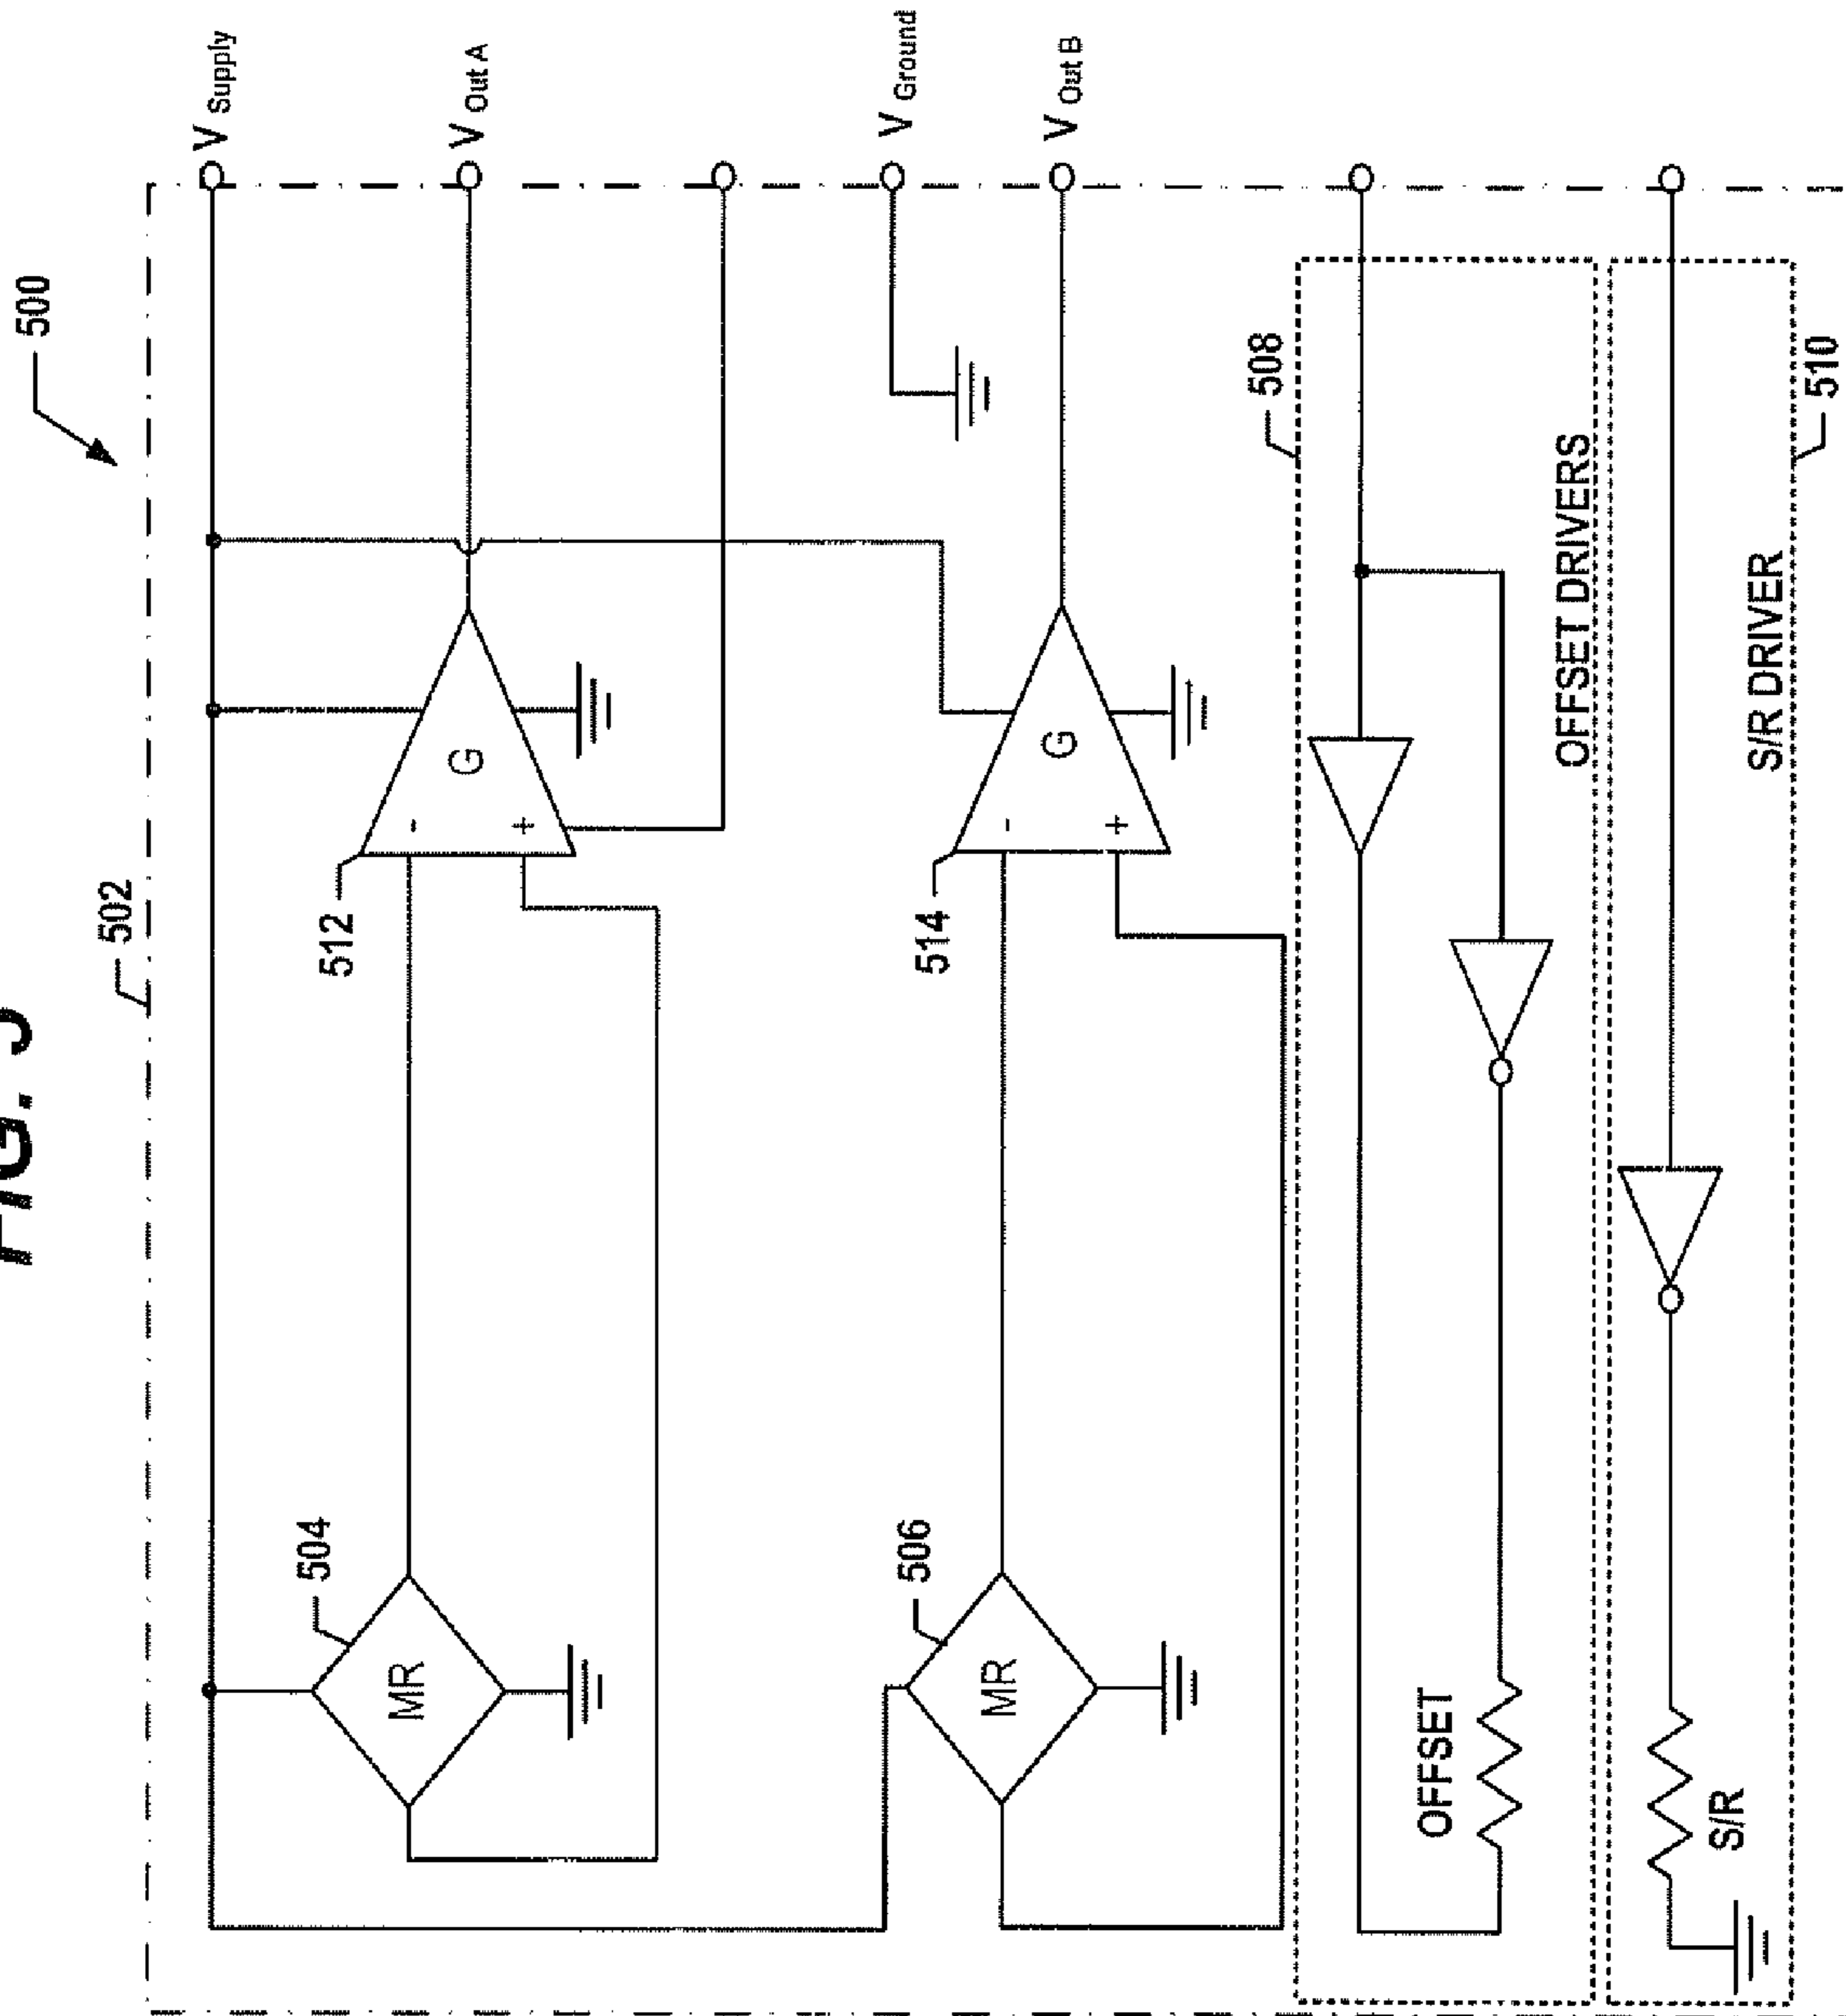 FIG.
500
502
V Supply
504
MR
512
-
+
G
V Out A
V Ground
506
MR
514
-
+
G
V Out B
508
OFFSET
OFFSET DRIVERS
S/R
S/R DRIVER
510